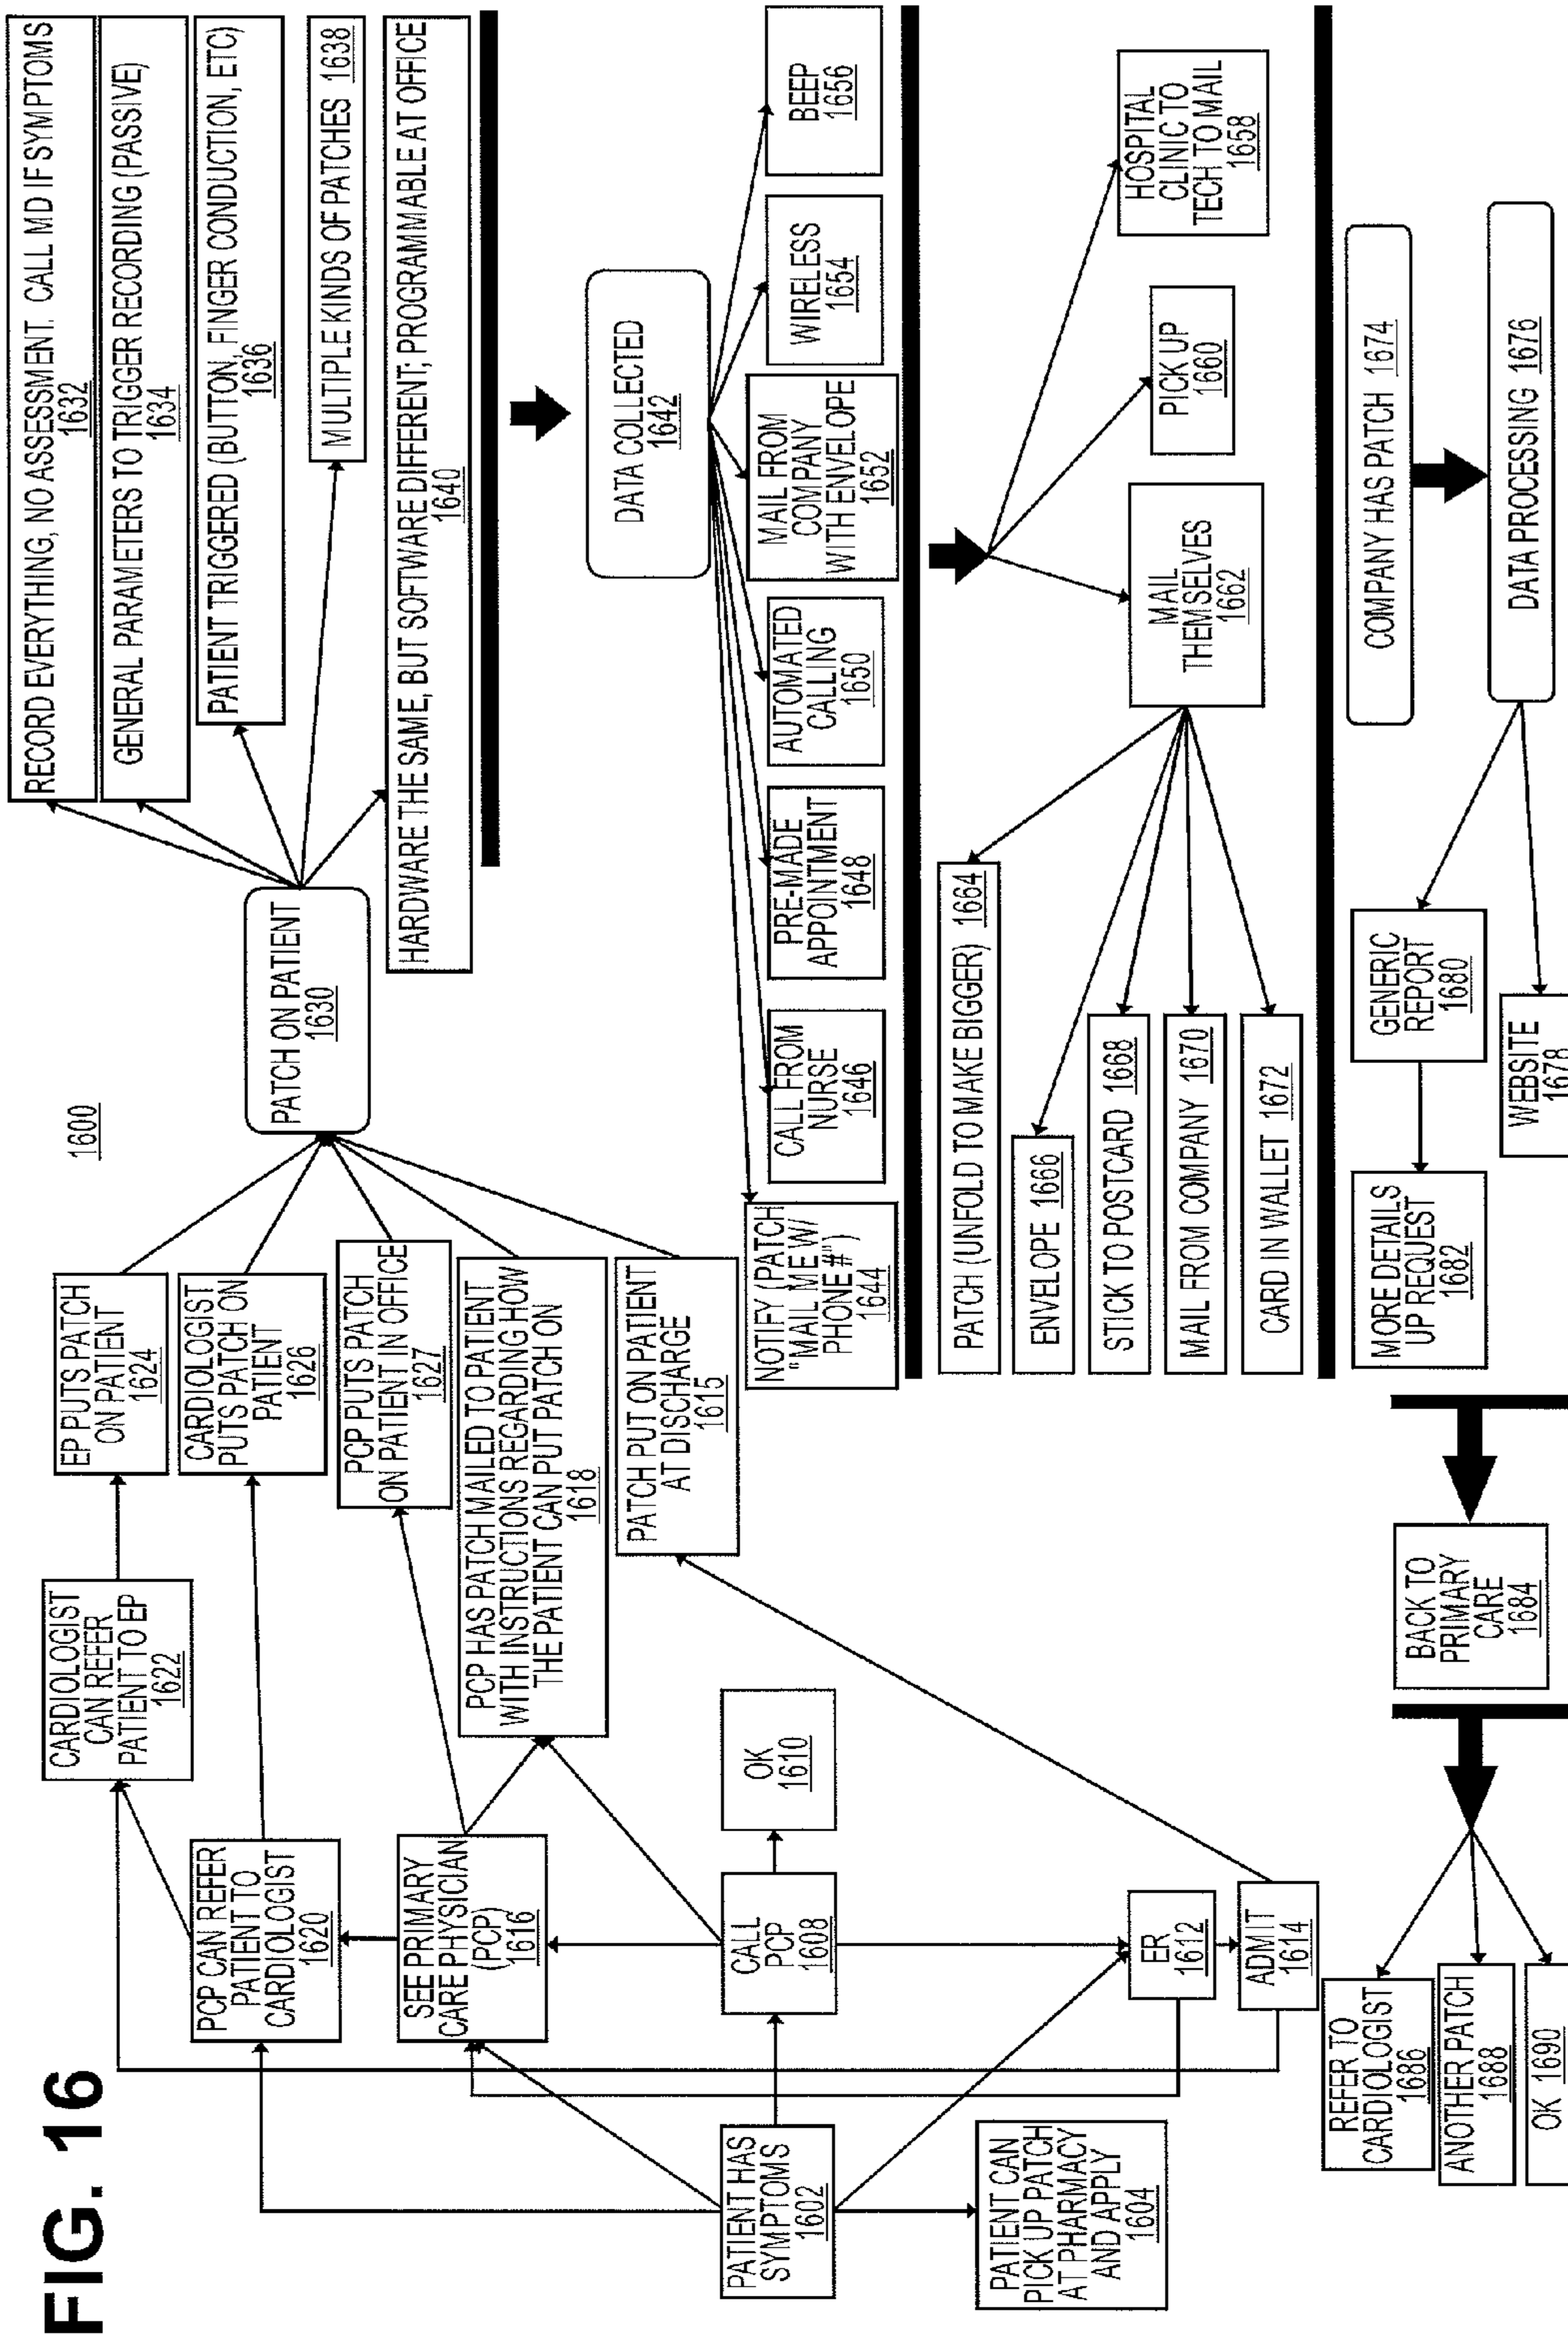 FIG. 16
1600
PATIENT HAS
SYMPTOMS
1602
PATIENT CAN
PICK UP PATCH
AT PHARMACY
AND APPLY
1604
PCP CAN REFER
PATIENT TO
CARDIOLOGIST
1620
SEE PRIMARY
CARE PHYSICIAN
(PCP)
1616
CALL
PCP
1608
OK
1610
ER
1612
ADMIT
1614
CARDIOLOGIST
CAN REFER
PATIENT TO EP
1622
EP PUTS PATCH
ON PATIENT
1624
CARDIOLOGIST
PUTS PATCH ON
PATIENT
1626
PCP PUTS PATCH
ON PATIENT IN OFFICE
1627
PCP HAS PATCH MAILED TO PATIENT
WITH INSTRUCTIONS REGARDING HOW
THE PATIENT CAN PUT PATCH ON
1618
PATCH PUT ON PATIENT
AT DISCHARGE
1615
PATCH ON PATIENT
1630
RECORD EVERYTHING, NO ASSESSMENT. CALL MD IF SYMPTOMS
1632
GENERAL PARAMETERS TO TRIGGER RECORDING (PASSIVE)
1634
PATIENT TRIGGERED (BUTTON, FINGER CONDUCTION, ETC)
1636
MULTIPLE KINDS OF PATCHES 1638
HARDWARE THE SAME, BUT SOFTWARE DIFFERENT; PROGRAMMABLE AT OFFICE
1640
DATA COLLECTED
1642
NOTIFY (PATCH
"MAIL ME W/
PHONE #")
1644
CALL FROM
NURSE
1646
PRE-MADE
APPOINTMENT
1648
AUTOMATED
CALLING
1650
MAIL FROM
COMPANY
WITH ENVELOPE
1652
WIRELESS
1654
BEEP
1656
MAIL
THEMSELVES
1662
PICK UP
1660
HOSPITAL
CLINIC TO
TECH TO MAIL
1658
PATCH (UNFOLD TO MAKE BIGGER) 1664
ENVELOPE 1666
STICK TO POSTCARD 1668
MAIL FROM COMPANY 1670
CARD IN WALLET 1672
COMPANY HAS PATCH 1674
DATA PROCESSING 1676
GENERIC
REPORT
1680
WEBSITE
1678
MORE DETAILS
UP REQUEST
1682
BACK TO
PRIMARY
CARE
1684
REFER TO
CARDIOLOGIST
1686
ANOTHER PATCH
1688
OK 1690